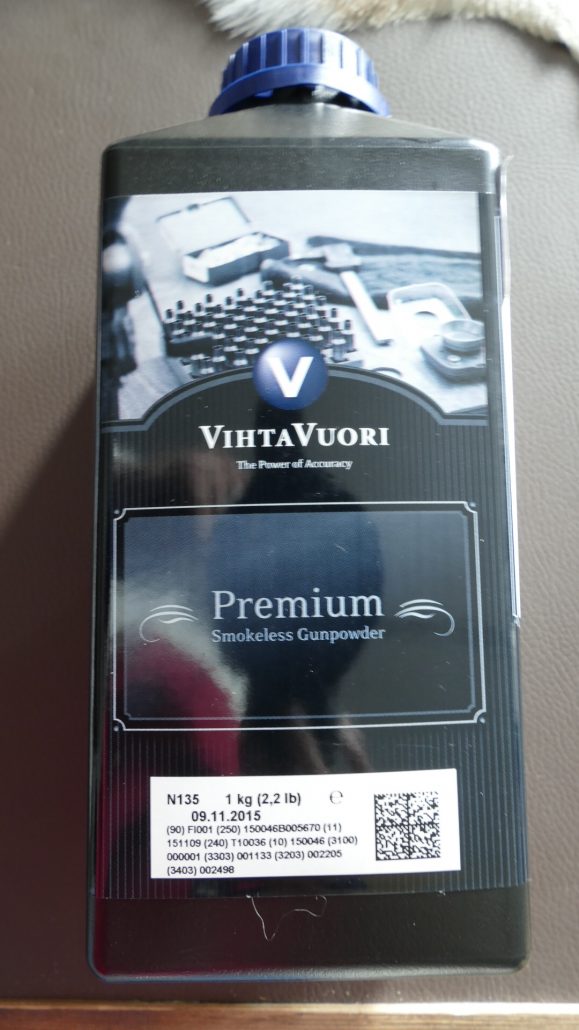 V
VIHTAVUORI
The Power of Accuracy
Premium
Smokeless Gunpowder
N135 1 kg (2,2 lb) ℮
09.11.2015
(90) FI001 (250) 150046B005670 (11)
151109 (240) T10036 (10) 150046 (3100)
000001 (3303) 001133 (3203) 002205
(3403) 002498